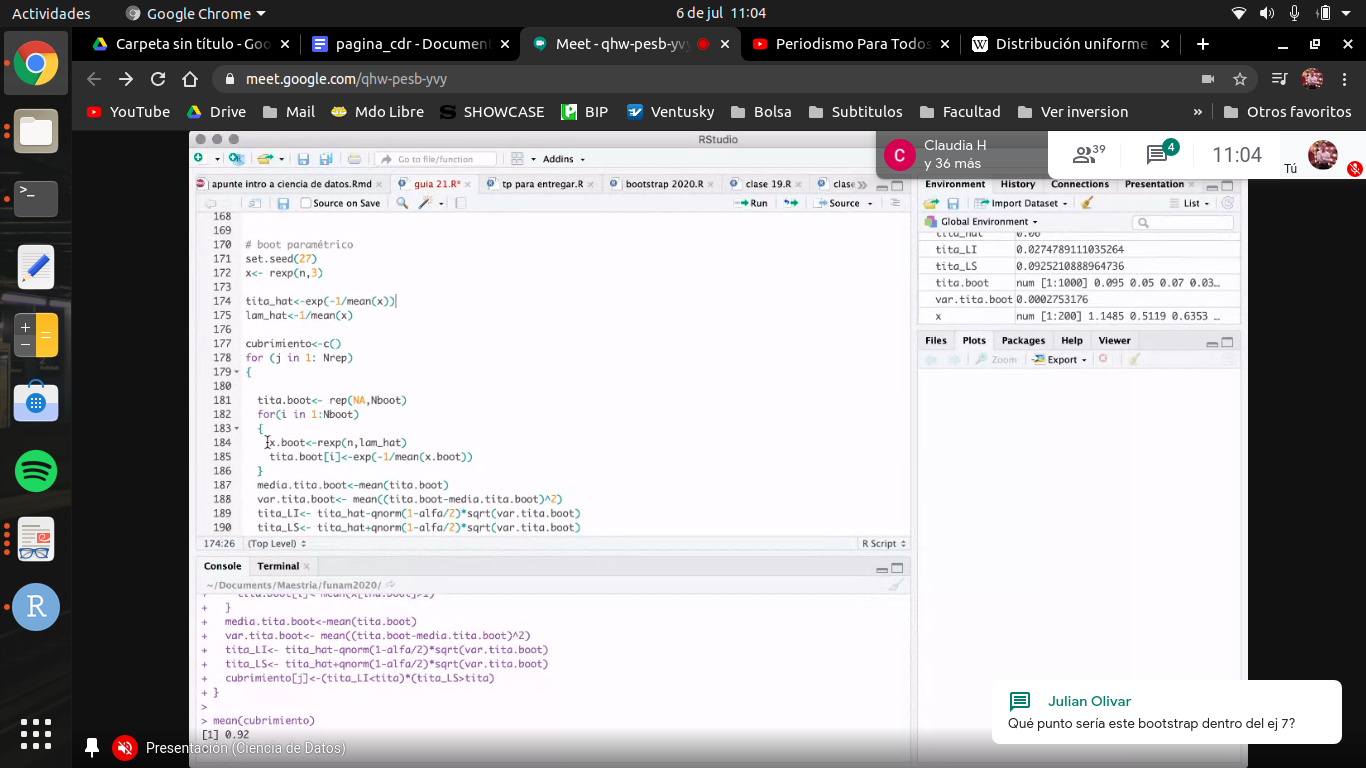 Actividades
Google Chrome
6 de jul 11:04
Carpeta sin título - Goo
pagina_cdr - Document
Meet - qhw-pesb-yvy
Periodismo Para Todos
Distribución uniforme
meet.google.com/qhw-pesb-yvy
YouTube
Drive
Mail
Mdo Libre
SHOWCASE
BIP
Ventusky
Bolsa
Subtitulos
Facultad
Ver inversion
»
Otros favoritos
RStudio
Go to file/function
Addins
C
Claudia H
y 36 más
39
4
11:04
Tú
apunte intro a ciencia de datos.Rmd
guia 21.R*
tp para entregar.R
bootstrap 2020.R
clase 19.R
clase
Source on Save
Run
Source
168
169
170 # boot paramétrico
171 set.seed(27)
172 x<- rexp(n,3)
173
174 tita_hat<-exp(-1/mean(x))
175 lam_hat<-1/mean(x)
176
177 cubrimiento<-c()
178 for (j in 1: Nrep)
179 {
180
181 tita.boot<- rep(NA,Nboot)
182 for(i in 1:Nboot)
183 {
184 x.boot<-rexp(n,lam_hat)
185 tita.boot[i]<-exp(-1/mean(x.boot))
186 }
187 media.tita.boot<-mean(tita.boot)
188 var.tita.boot<- mean((tita.boot-media.tita.boot)^2)
189 tita_LI<- tita_hat-qnorm(1-alfa/2)*sqrt(var.tita.boot)
190 tita_LS<- tita_hat+qnorm(1-alfa/2)*sqrt(var.tita.boot)
174:26 (Top Level) R Script
Console Terminal
~/Documents/Maestria/funam2020/
+ }
+ media.tita.boot<-mean(tita.boot)
+ var.tita.boot<- mean((tita.boot-media.tita.boot)^2)
+ tita_LI<- tita_hat-qnorm(1-alfa/2)*sqrt(var.tita.boot)
+ tita_LS<- tita_hat+qnorm(1-alfa/2)*sqrt(var.tita.boot)
+ cubrimiento[j]<-(tita_LI<tita)*(tita_LS>tita)
+ }
>
> mean(cubrimiento)
[1] 0.92
Presentación (Ciencia de Datos)
Environment History Connections Presentation
Import Dataset List
Global Environment
tita_hat 0.06
tita_LI 0.0274789111035264
tita_LS 0.0925210888964736
tita.boot num [1:1000] 0.095 0.05 0.07 0.03…
var.tita.boot 0.0002753176
x num [1:200] 1.1485 0.5119 0.6353 …
Files Plots Packages Help Viewer
Zoom Export
Julian Olivar
Qué punto sería este bootstrap dentro del ej 7?